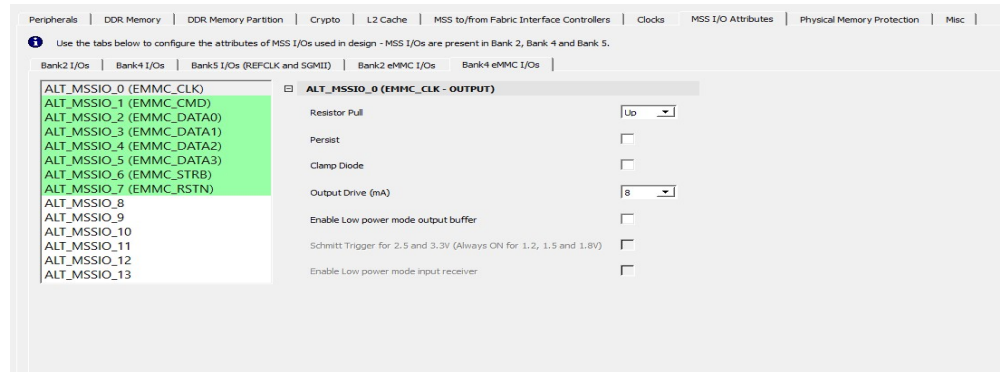 Peripherals | DDR Memory | DDR Memory Partition | Crypto | L2 Cache | MSS to/from Fabric Interface Controllers | Clocks | MSS I/O Attributes | Physical Memory Protection | Misc |
Use the tabs below to configure the attributes of MSS I/Os used in design - MSS I/Os are present in Bank 2, Bank 4 and Bank 5.
Bank2 I/Os | Bank4 I/Os | Bank5 I/Os (REFCLK and SGMII) | Bank2 eMMC I/Os | Bank4 eMMC I/Os |
ALT_MSSIO_0 (EMMC_CLK)
ALT_MSSIO_1 (EMMC_CMD)
ALT_MSSIO_2 (EMMC_DATA0)
ALT_MSSIO_3 (EMMC_DATA1)
ALT_MSSIO_4 (EMMC_DATA2)
ALT_MSSIO_5 (EMMC_DATA3)
ALT_MSSIO_6 (EMMC_STRB)
ALT_MSSIO_7 (EMMC_RSTN)
ALT_MSSIO_8
ALT_MSSIO_9
ALT_MSSIO_10
ALT_MSSIO_11
ALT_MSSIO_12
ALT_MSSIO_13
ALT_MSSIO_0 (EMMC_CLK - OUTPUT)
Resistor Pull Up
Persist
Clamp Diode
Output Drive (mA) 8
Enable Low power mode output buffer
Schmitt Trigger for 2.5 and 3.3V (Always ON for 1.2, 1.5 and 1.8V)
Enable Low power mode input receiver